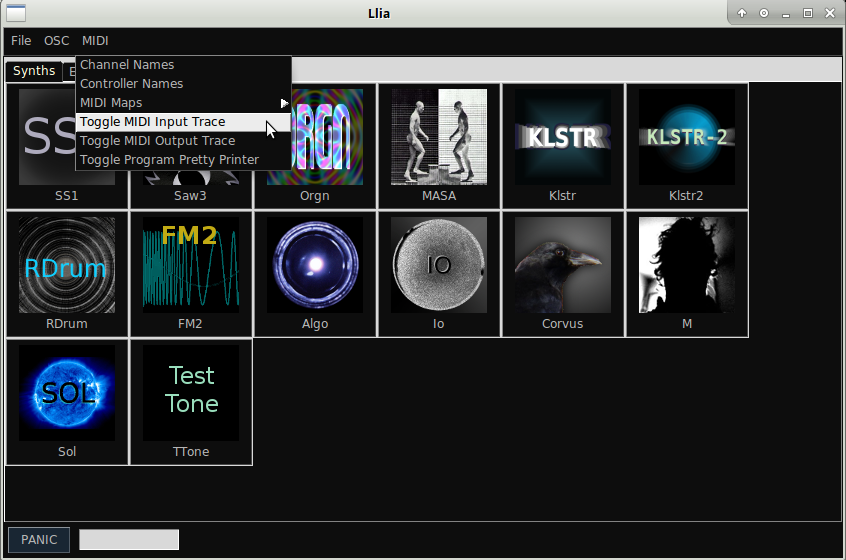 Llia
File OSC MIDI
Synths E
Channel Names
Controller Names
MIDI Maps
Toggle MIDI Input Trace
Toggle MIDI Output Trace
Toggle Program Pretty Printer
SS
ORGN
KLSTR
KLSTR-2
SS1 Saw3 Orgn MASA Klstr Klstr2
RDrum
FM2
IO
RDrum FM2 Algo Io Corvus M
SOL
Test
Tone
Sol TTone
PANIC